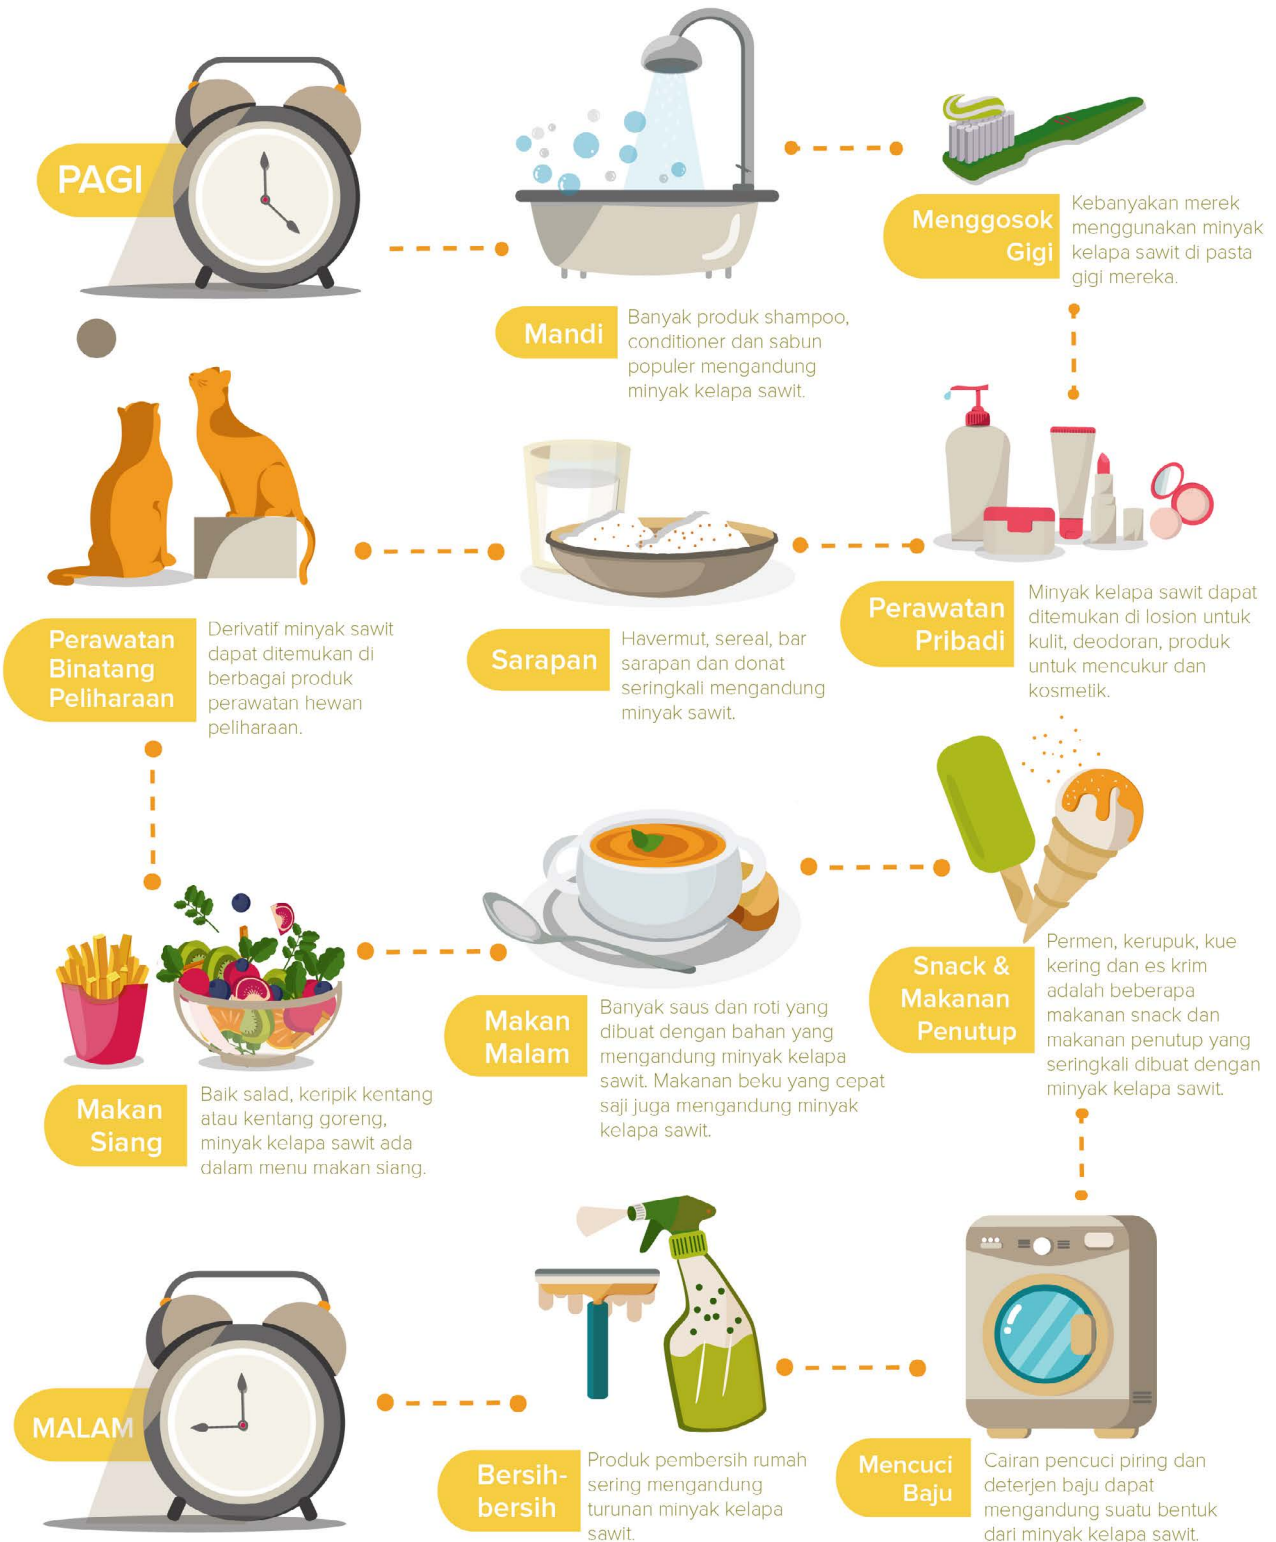 PAGI
Mandi
Banyak produk shampoo,
conditioner dan sabun
populer mengandung
minyak kelapa sawit.
Menggosok
Gigi
Kebanyakan merek
menggunakan minyak
kelapa sawit di pasta
gigi mereka.
Perawatan
Pribadi
Minyak kelapa sawit dapat
ditemukan di losion untuk
kulit, deodoran, produk
untuk mencukur dan
kosmetik.
Sarapan
Havermut, sereal, bar
sarapan dan donat
seringkali mengandung
minyak sawit.
Perawatan
Binatang
Peliharaan
Derivatif minyak sawit
dapat ditemukan di
berbagai produk
perawatan hewan
peliharaan.
Makan
Siang
Baik salad, keripik kentang
atau kentang goreng,
minyak kelapa sawit ada
dalam menu makan siang.
Makan
Malam
Banyak saus dan roti yang
dibuat dengan bahan yang
mengandung minyak kelapa
sawit. Makanan beku yang cepat
saji juga mengandung minyak
kelapa sawit.
Snack &
Makanan
Penutup
Permen, kerupuk, kue
kering dan es krim
adalah beberapa
makanan snack dan
makanan penutup yang
seringkali dibuat dengan
minyak kelapa sawit.
Mencuci
Baju
Cairan pencuci piring dan
deterjen baju dapat
mengandung suatu bentuk
dari minyak kelapa sawit.
Bersih-
bersih
Produk pembersih rumah
sering mengandung
turunan minyak kelapa
sawit.
MALAM